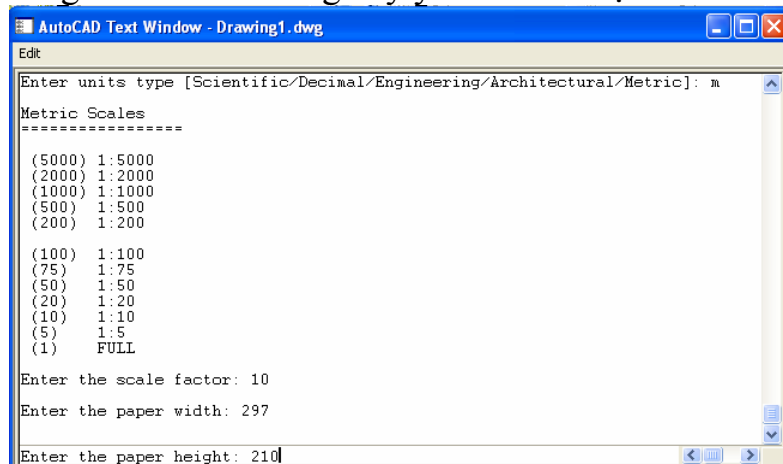 AutoCAD Text Window - Drawing1.dwg
Edit
Enter units type [Scientific/Decimal/Engineering/Architectural/Metric]: m
Metric Scales
=================
(5000) 1:5000
(2000) 1:2000
(1000) 1:1000
(500) 1:500
(200) 1:200
(100) 1:100
(75) 1:75
(50) 1:50
(20) 1:20
(10) 1:10
(5) 1:5
(1) FULL
Enter the scale factor: 10
Enter the paper width: 297
Enter the paper height: 210